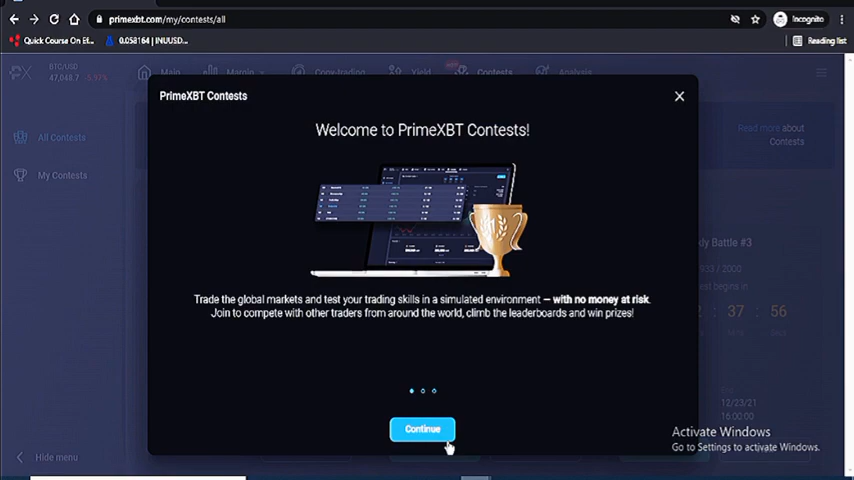 primexbt.com/my/contests/all
Incognito
Quick Course On Ef...
0.058164 | INUUSD...
Reading list
BTC/USD
47,048.7 -5.37%
Main
Margin
Copy-trading
Yield
Contests
Analysis
All Contests
My Contests
Read more about
Contests
PrimeXBT Contests
Welcome to PrimeXBT Contests!
Trade the global markets and test your trading skills in a simulated environment — with no money at risk.
Join to compete with other traders from around the world, climb the leaderboards and win prizes!
Continue
dy Battle #3
933 / 2000
est begins in
: 37 : 56
12/23/21
16:00:00
Activate Windows
Go to Settings to activate Windows.
Hide menu